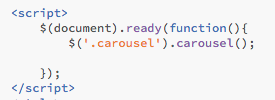 <script>
$(document).ready(function(){
$('.carousel').carousel();
});
</script>